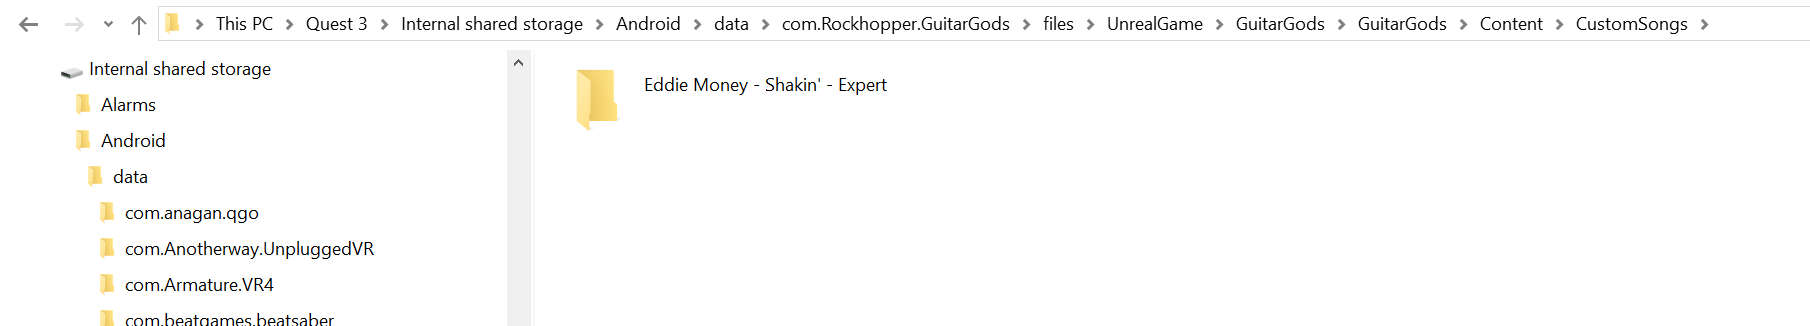 This PC > Quest 3 > Internal shared storage > Android > data > com.Rockhopper.GuitarGods > files > UnrealGame > GuitarGods > GuitarGods > Content > CustomSongs >
Internal shared storage
Alarms
Android
data
com.anagan.qgo
com.Anotherway.UnpluggedVR
com.Armature.VR4
com.beatgames.beatsaber
Eddie Money - Shakin' - Expert